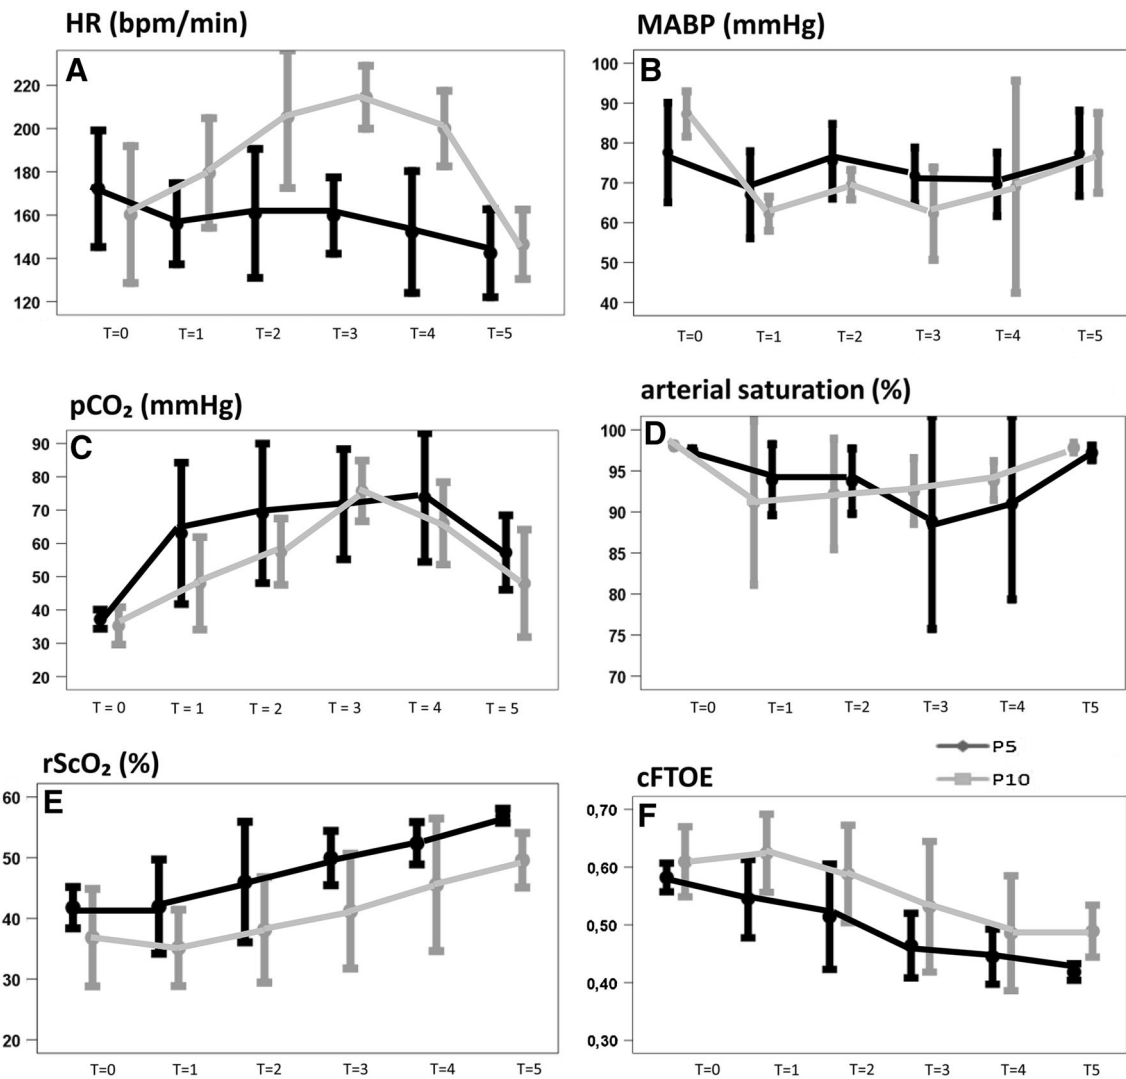 HR (bpm/min)
A
220
200
180
160
140
120
T=0 T=1 T=2 T=3 T=4 T=5
MABP (mmHg)
B
100
90
80
70
60
50
40
T=0 T=1 T=2 T=3 T=4 T=5
pCO₂ (mmHg)
C
90
80
70
60
50
40
30
20
T = 0 T = 1 T = 2 T = 3 T = 4 T = 5
arterial saturation (%)
D
100
95
90
85
80
75
70
T=0 T=1 T=2 T=3 T=4 T5
P5
P10
rScO₂ (%)
E
60
50
40
30
20
T=0 T=1 T=2 T=3 T=4 T=5
cFTOE
F
0,70
0,60
0,50
0,40
0,30
T=0 T=1 T=2 T=3 T=4 T5